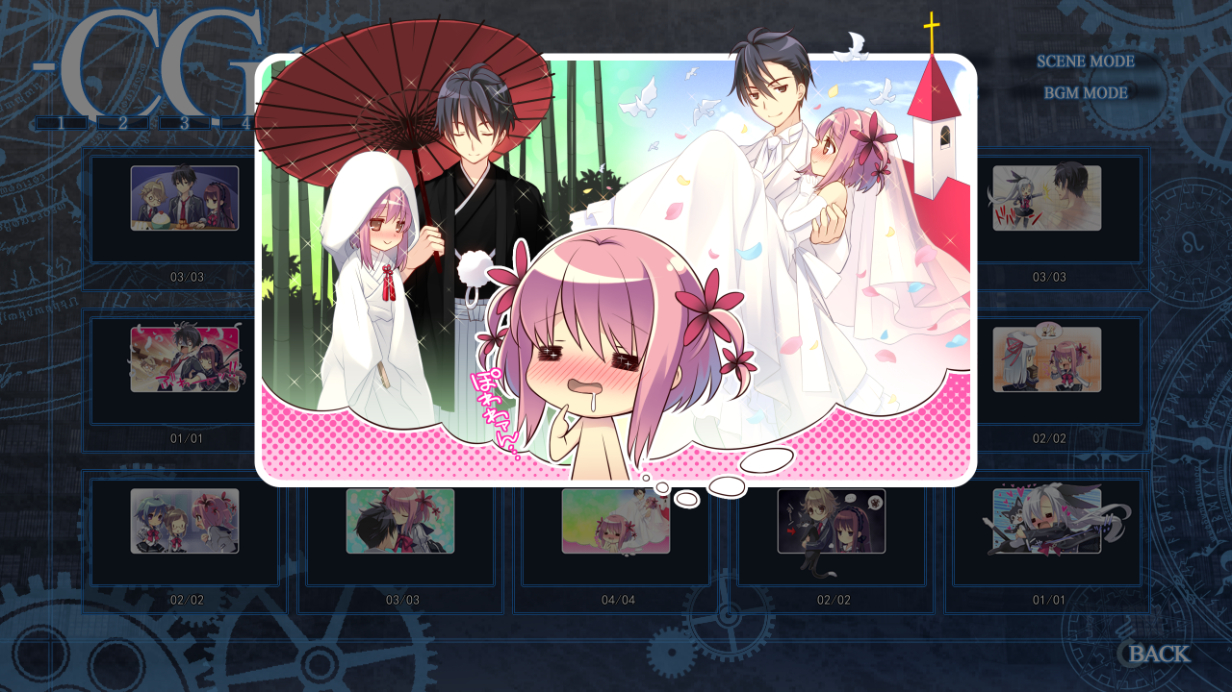 -CG
SCENE MODE
BGM MODE
1 2 3 4
ぽわわぁん…
03/03
03/03
01/01
02/02
02/02
03/03
04/04
02/02
01/01
BACK